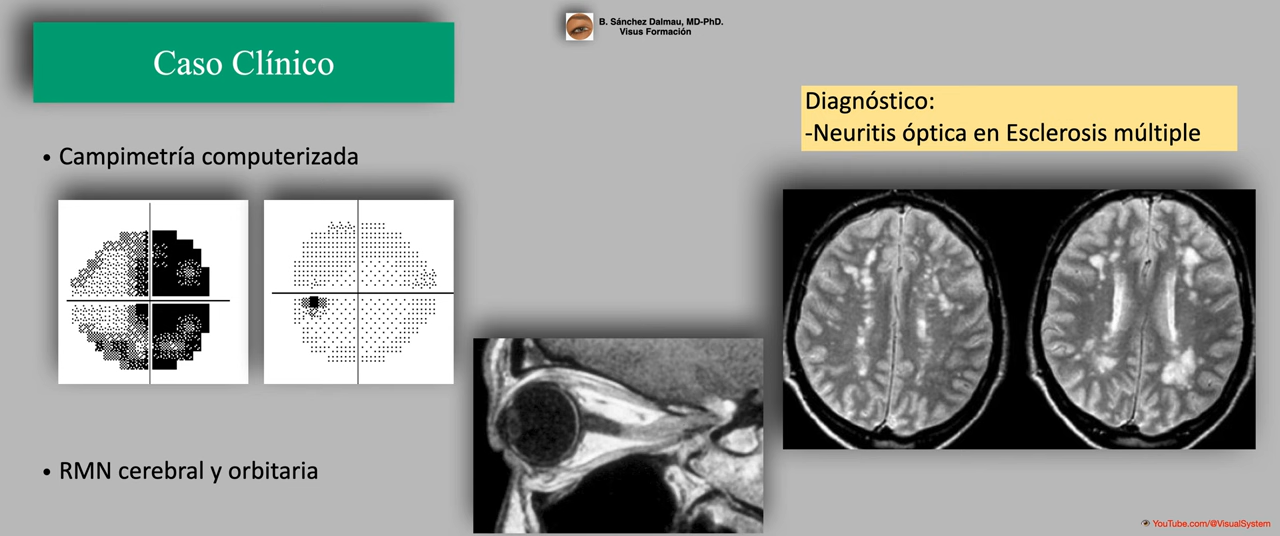 B. Sánchez Dalmau, MD-PhD.
Visus Formación
Caso Clínico
• Campimetría computerizada
• RMN cerebral y orbitaria
Diagnóstico:
-Neuritis óptica en Esclerosis múltiple
YouTube.com/@VisualSystem